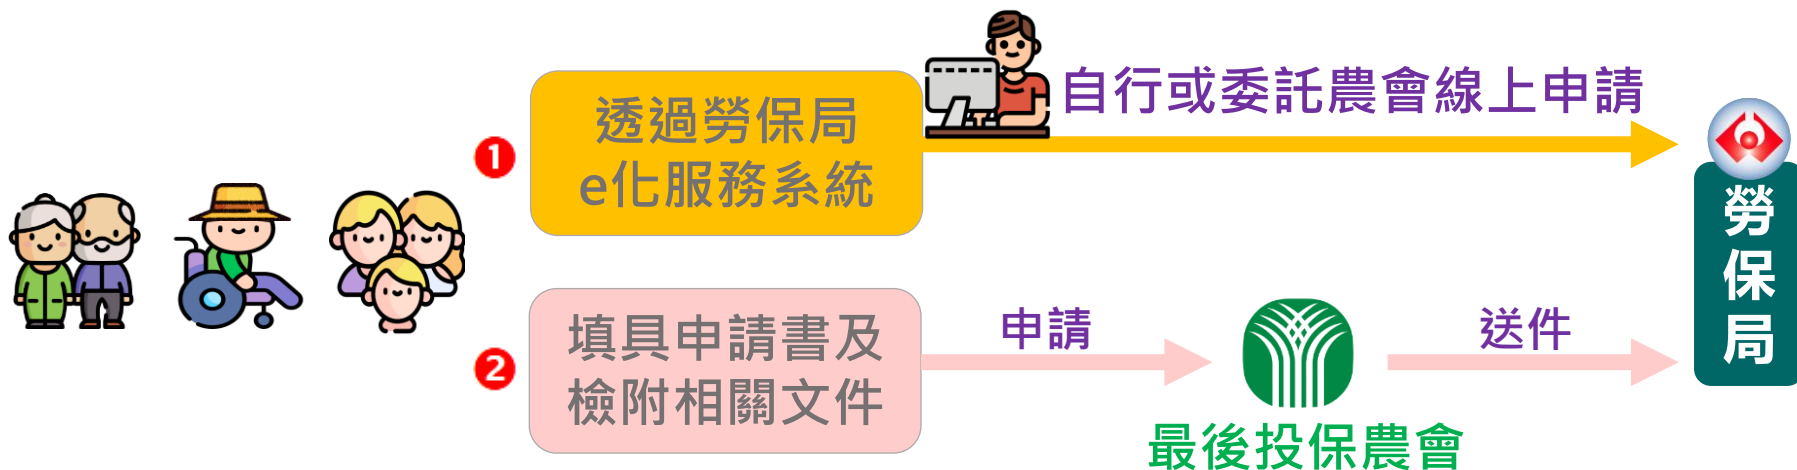 1
透過勞保局
e化服務系統
自行或委託農會線上申請
2
填具申請書及
檢附相關文件
申請
最後投保農會
送件
勞保局